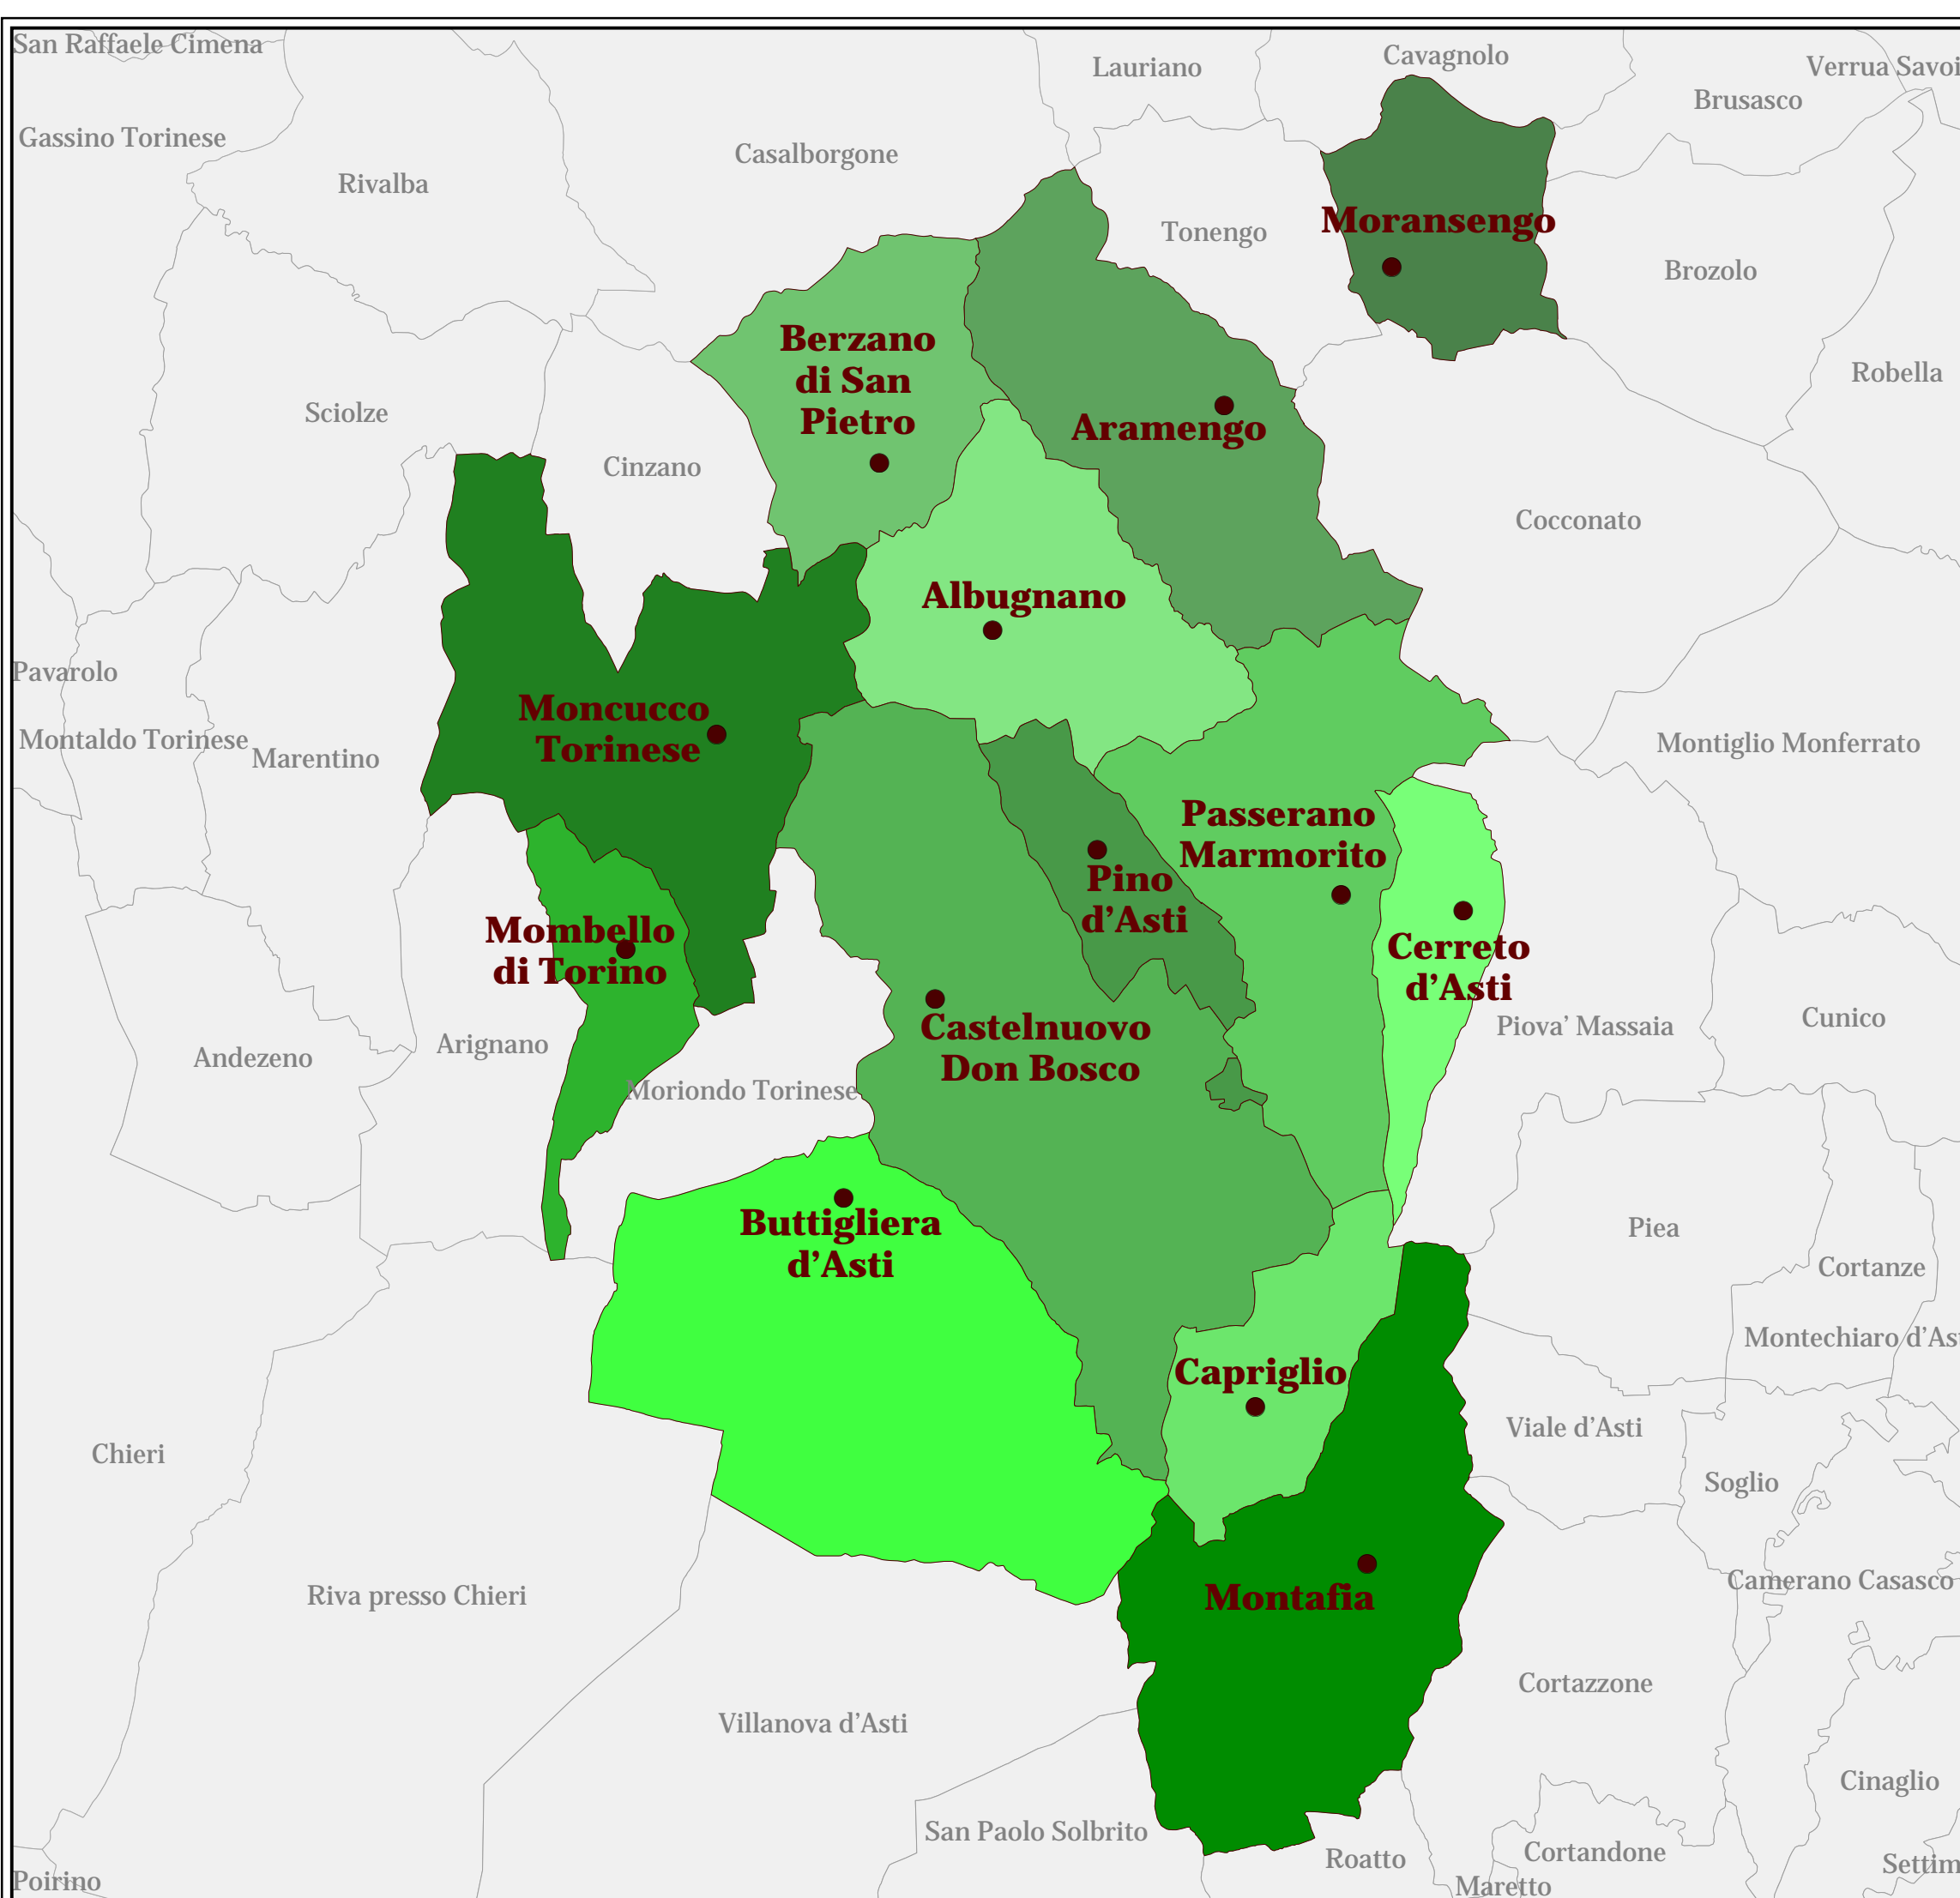 San Raffaele Cimena
Lauriano
Cavagnolo
Verrua Savoi
Brusasco
Gassino Torinese
Casalborgone
Rivalba
Moransengo
Tonengo
Brozolo
Berzano
di San
Pietro
Robella
Sciolze
Aramengo
Cinzano
Cocconato
Albugnano
Pavarolo
Moncucco
Torinese
Montaldo Torinese
Marentino
Montiglio Monferrato
Passerano
Marmorito
Pino
d'Asti
Mombello
di Torino
Cerreto
d'Asti
Castelnuovo
Don Bosco
Piova' Massaia
Cunico
Arignano
Andezeno
Moriondo Torinese
Buttigliera
d'Asti
Piea
Cortanze
Montechiaro d'As
Capriglio
Viale d'Asti
Chieri
Soglio
Camerano Casasco
Riva presso Chieri
Montafia
Cortazzone
Villanova d'Asti
Cinaglio
San Paolo Solbrito
Cortandone
Roatto
Settim
Poirino
Maretto